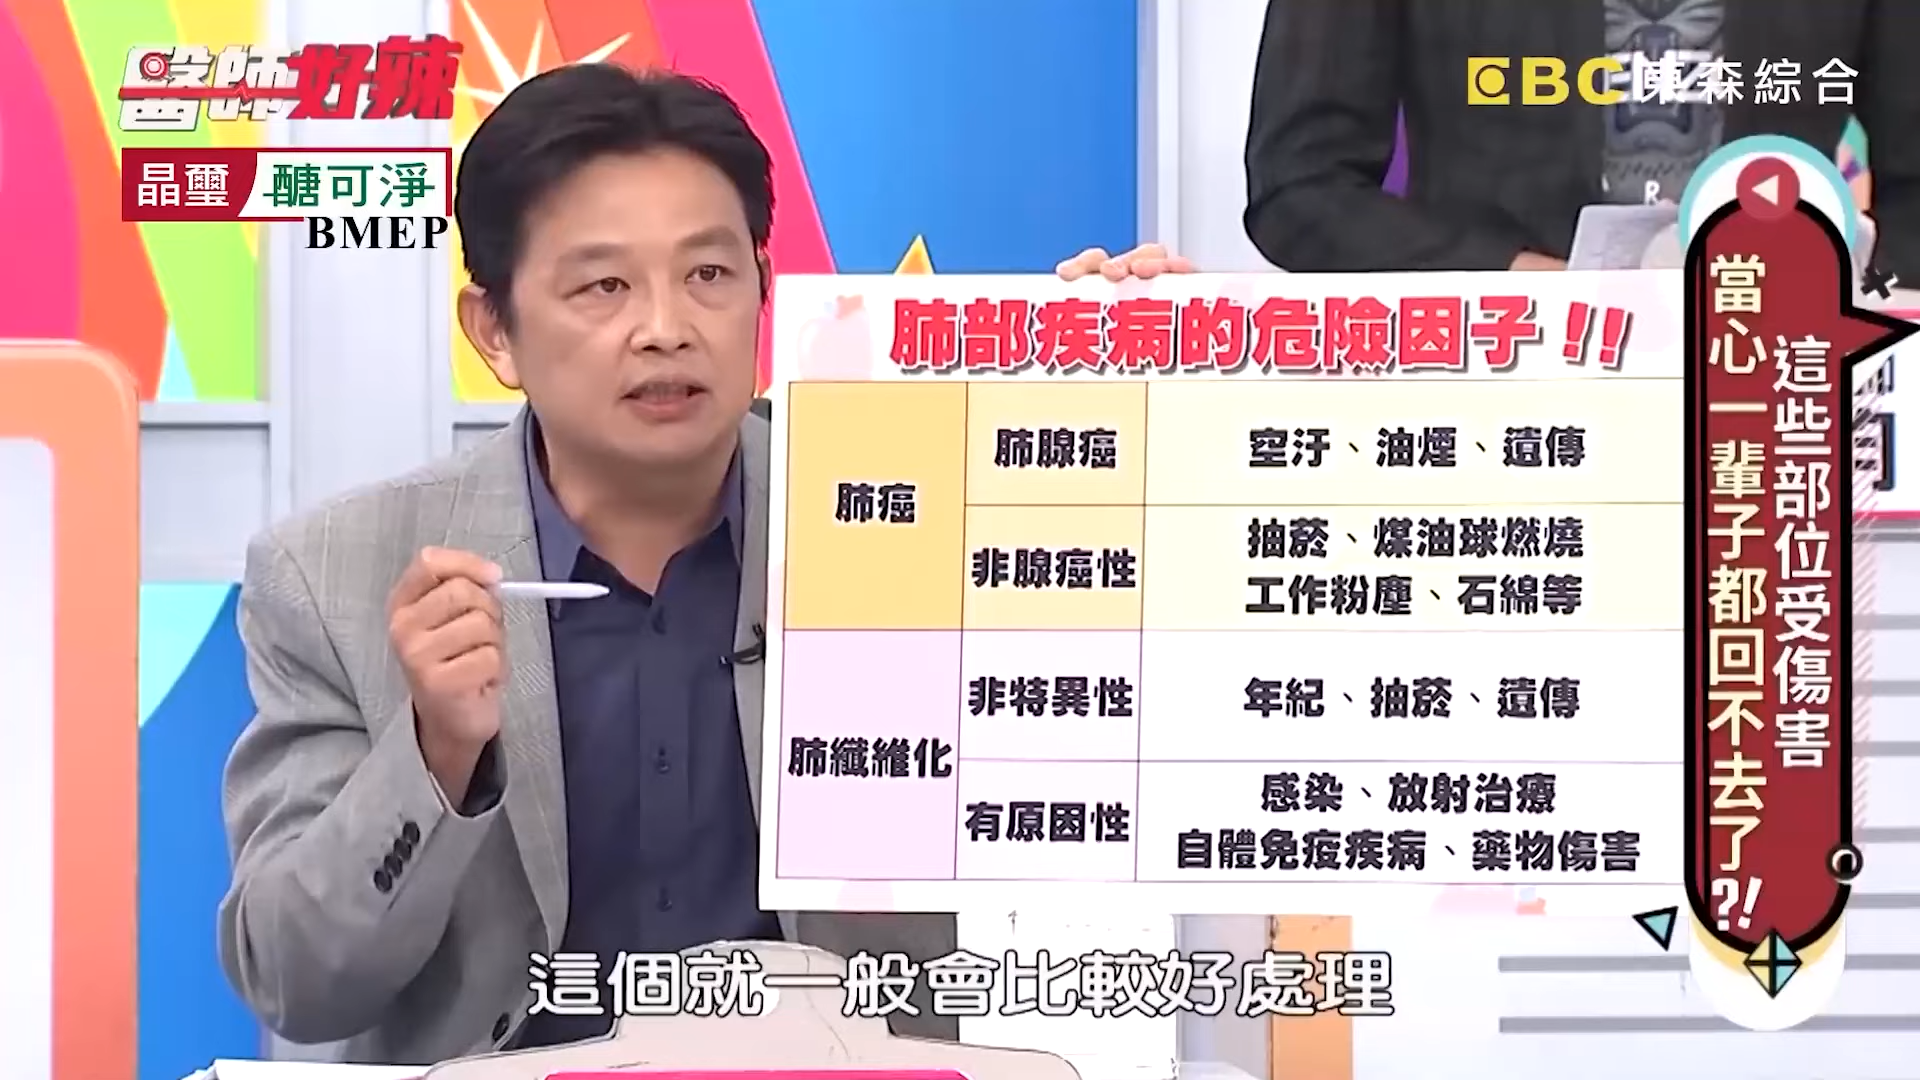 醫師好辣
晶璽 醣可淨
BMEP
EBC 東森綜合
R
肺部疾病的危險因子!!
肺癌
肺腺癌
空汙、油煙、遺傳
非腺癌性
抽菸、煤油球燃燒
工作粉塵、石綿等
肺纖維化
非特異性
年紀、抽菸、遺傳
有原因性
感染、放射治療
自體免疫疾病、藥物傷害
這些部位受傷害
當心一輩子都回不去了?!
這個就一般會比較好處理